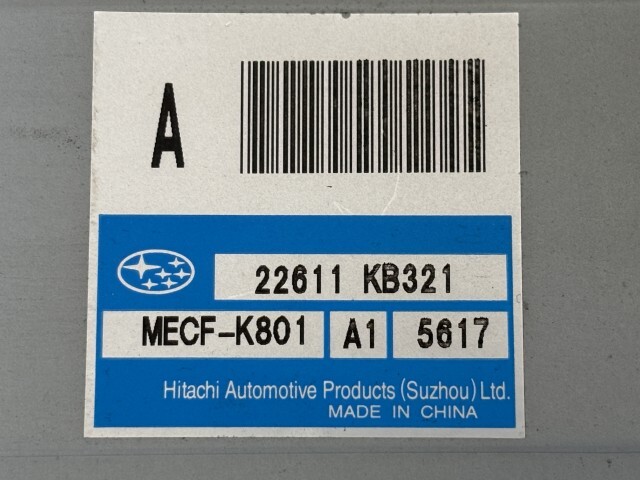 A
22611 KB321
MECF-K801 A1 5617
Hitachi Automotive Products (Suzhou) Ltd.
MADE IN CHINA